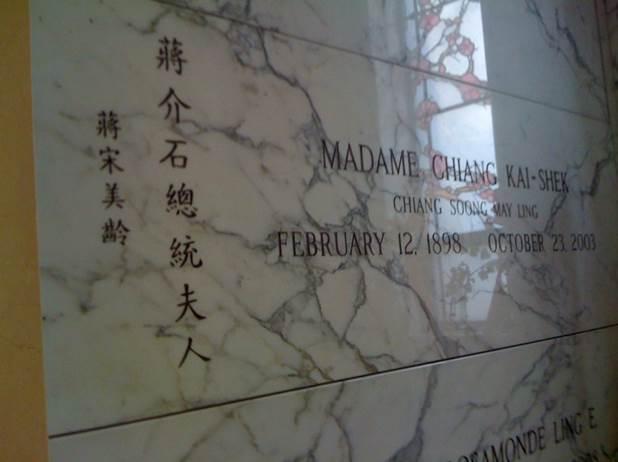 蔣介石總統夫人
蔣宋美齡
MADAME CHIANG KAI-SHEK
CHIANG SOONG MAY LING
FEBRUARY 12, 1898 OCTOBER 23, 2003
LING E